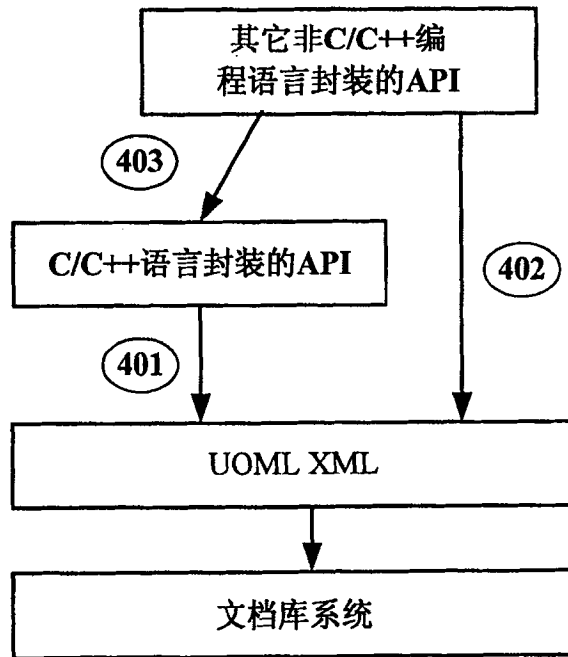 其它非C/C++编
程语言封装的API
403
C/C++语言封装的API
402
401
UOML XML
文档库系统